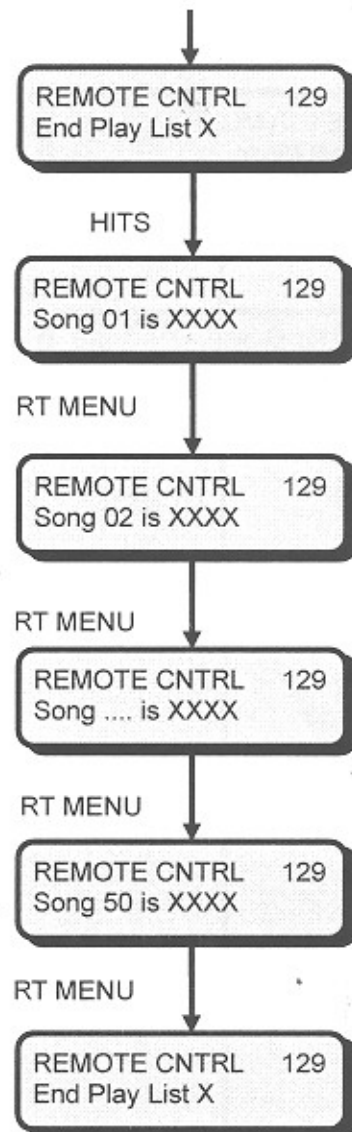 REMOTE CNTRL 129
End Play List X
HITS
REMOTE CNTRL 129
Song 01 is XXXX
RT MENU
REMOTE CNTRL 129
Song 02 is XXXX
RT MENU
REMOTE CNTRL 129
Song .... is XXXX
RT MENU
REMOTE CNTRL 129
Song 50 is XXXX
RT MENU
REMOTE CNTRL 129
End Play List X